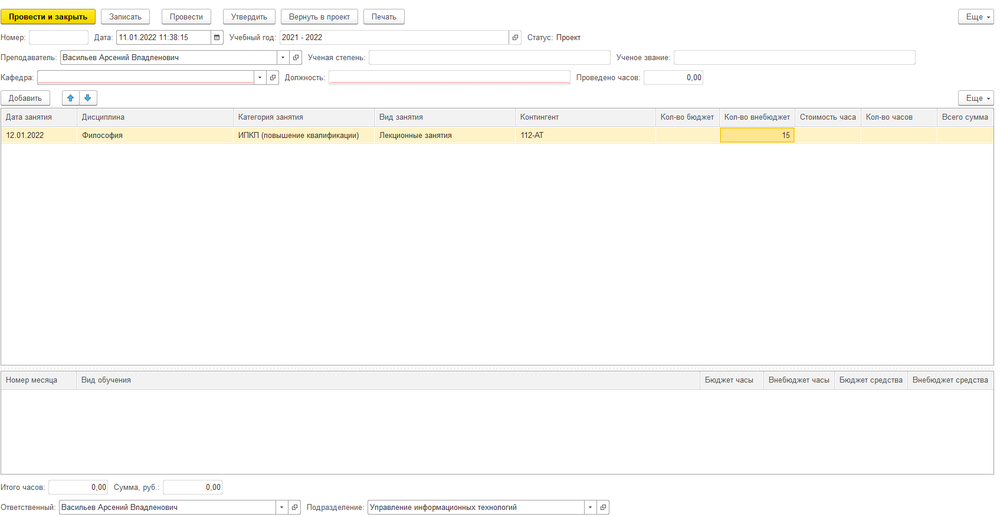 Провести и закрыть Записать Провести Утвердить Вернуть в проект Печать Еще
Номер: Дата: 11.01.2022 11:38:15 Учебный год: 2021 - 2022 Статус: Проект
Преподаватель: Васильев Арсений Владленович Ученая степень: Ученое звание:
Кафедра: Должность: Проведено часов: 0,00
Добавить Еще
Дата занятия Дисциплина Категория занятия Вид занятия Контингент Кол-во бюджет Кол-во внебюджет Стоимость часа Кол-во часов Всего сумма
12.01.2022 Философия ИПКП (повышение квалификации) Лекционные занятия 112-АТ 15
Номер месяца Вид обучения Бюджет часы Внебюджет часы Бюджет средства Внебюджет средства
Итого часов: 0,00 Сумма, руб.: 0,00
Ответственный: Васильев Арсений Владленович Подразделение: Управление информационных технологий